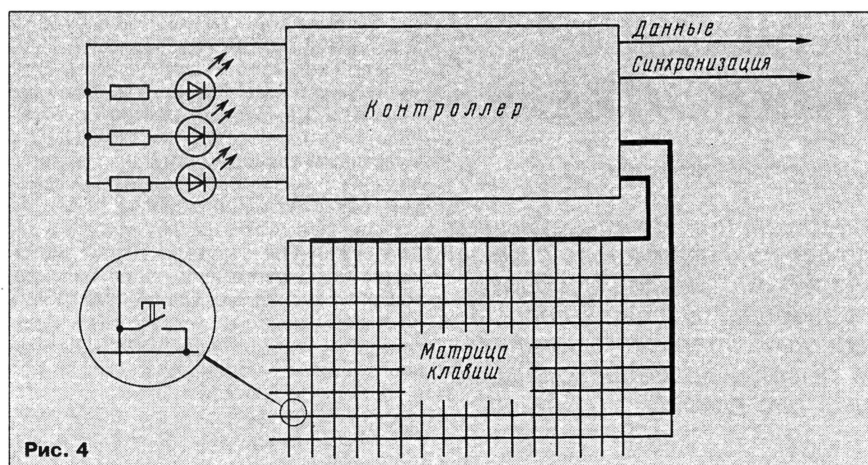 Данные
Синхронизация
Контроллер
Матрица
клавиш
Рис. 4